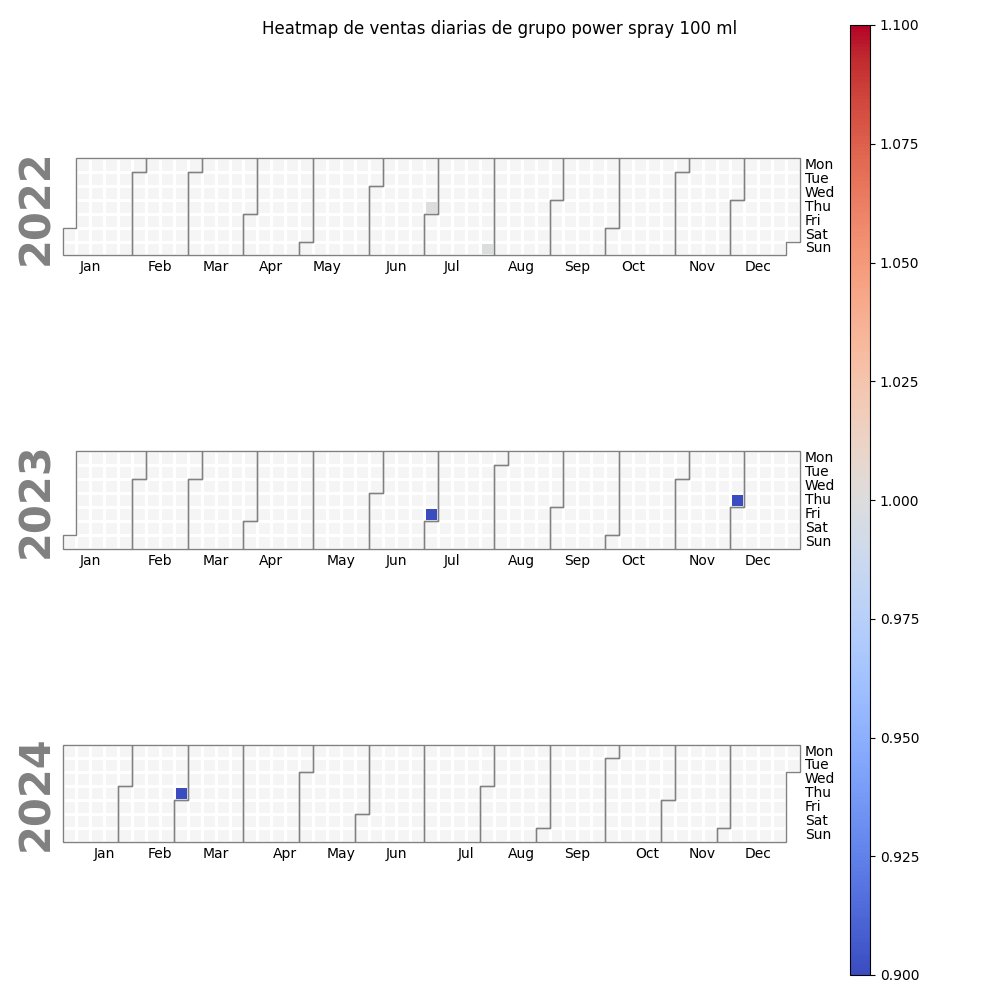 Heatmap de ventas diarias de grupo power spray 100 ml
2022
Mon
Tue
Wed
Thu
Fri
Sat
Sun
Jan Feb Mar Apr May Jun Jul Aug Sep Oct Nov Dec
2023
Mon
Tue
Wed
Thu
Fri
Sat
Sun
Jan Feb Mar Apr May Jun Jul Aug Sep Oct Nov Dec
2024
Mon
Tue
Wed
Thu
Fri
Sat
Sun
Jan Feb Mar Apr May Jun Jul Aug Sep Oct Nov Dec
1.100
1.075
1.050
1.025
1.000
0.975
0.950
0.925
0.900